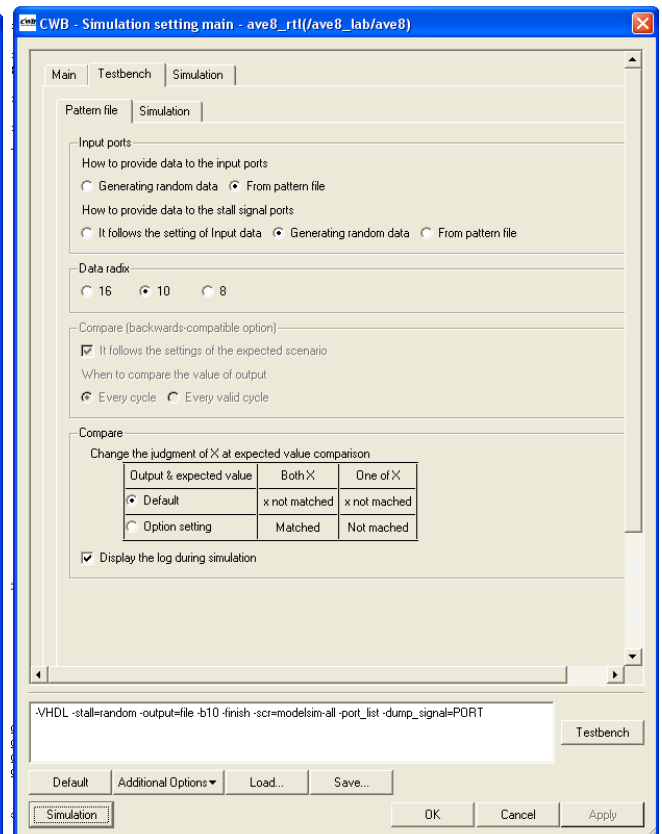 CWB - Simulation setting main - ave8_rtl(/ave8_lab/ave8)
Main Testbench Simulation
Pattern file Simulation
Input ports
How to provide data to the input ports
Generating random data From pattern file
How to provide data to the stall signal ports
It follows the setting of Input data Generating random data From pattern file
Data radix
16 10 8
Compare (backwards-compatible option)
It follows the settings of the expected scenario
When to compare the value of output
Every cycle Every valid cycle
Compare
Change the judgment of X at expected value comparison
Output & expected value Both X One of X
Default x not matched x not mached
Option setting Matched Not mached
Display the log during simulation
-VHDL -stall=random -output=file -b10 -finish -scr=modelsim-all -port_list -dump_signal=PORT
Testbench
Default Additional Options Load... Save...
Simulation OK Cancel Apply